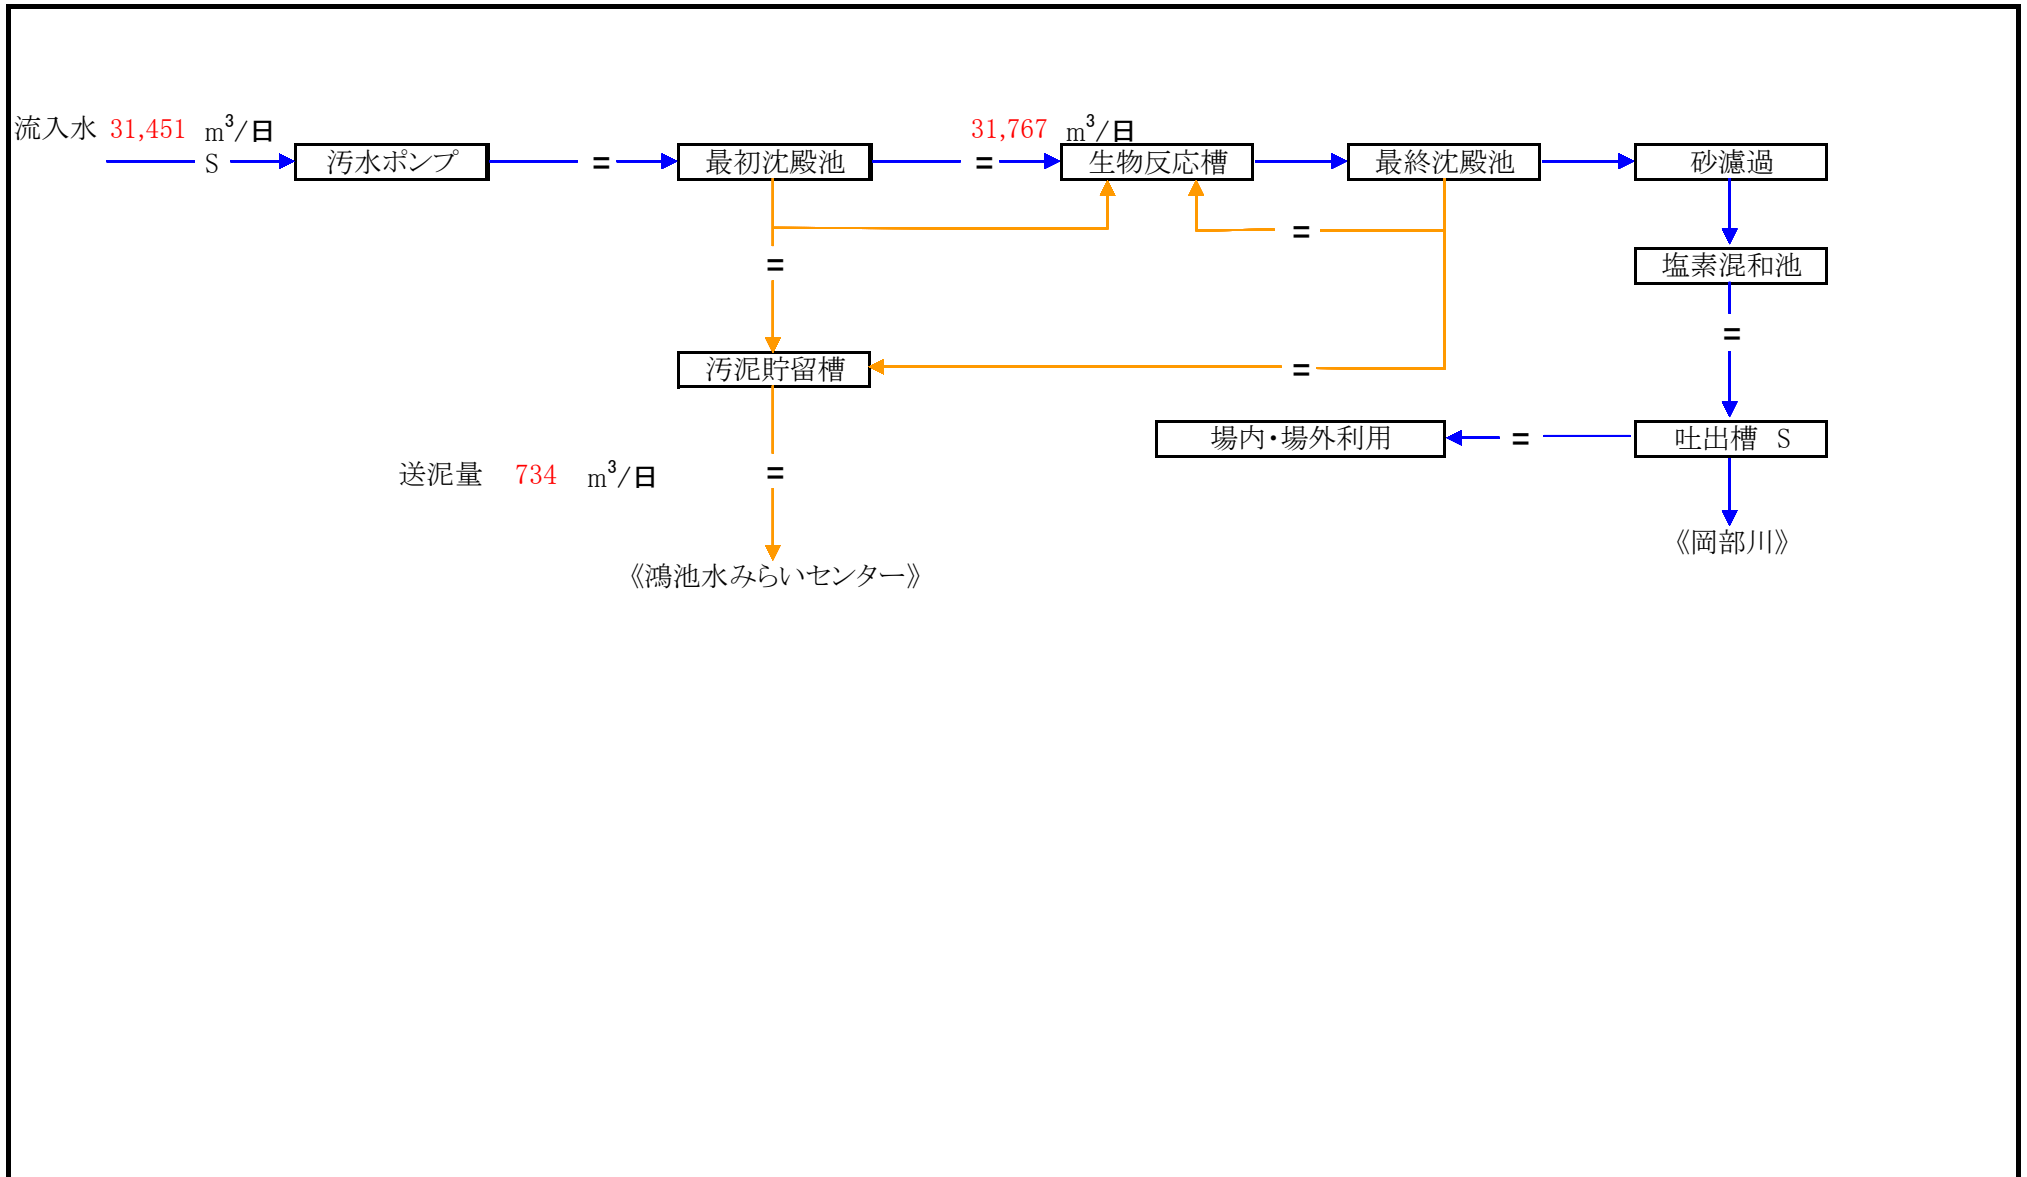 流入水 31,451 m³/日
31,767 m³/日
S 汚水ポンプ = 最初沈殿池 = 生物反応槽 最終沈殿池 砂濾過
=
= 塩素混和池
=
汚泥貯留槽 =
場内・場外利用 = 吐出槽 S
送泥量 734 m³/日 =
《岡部川》
《鴻池水みらいセンター》